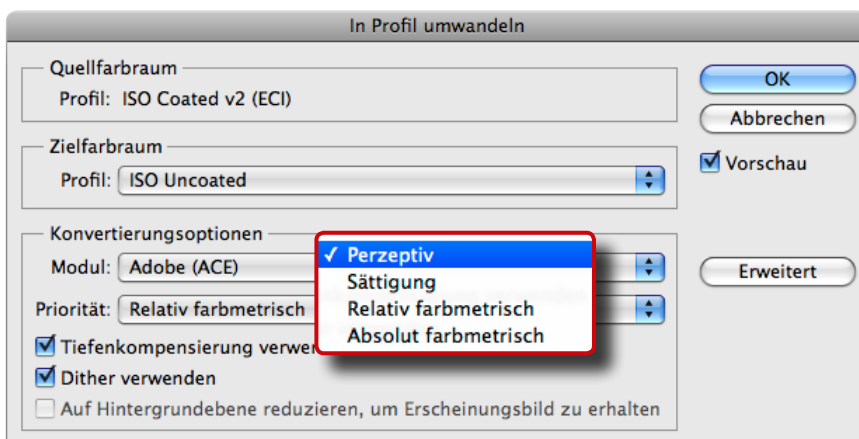 In Profil umwandeln
Quellfarbraum
Profil: ISO Coated v2 (ECI)
Zielfarbraum
Profil: ISO Uncoated
Konvertierungsoptionen
Modul: Adobe (ACE)
Priorität: Relativ farbmetrisch
✓ Perzeptiv
Sättigung
Relativ farbmetrisch
Absolut farbmetrisch
Tiefenkompensierung verwer
Dither verwenden
Auf Hintergrundebene reduzieren, um Erscheinungsbild zu erhalten
OK
Abbrechen
Vorschau
Erweitert